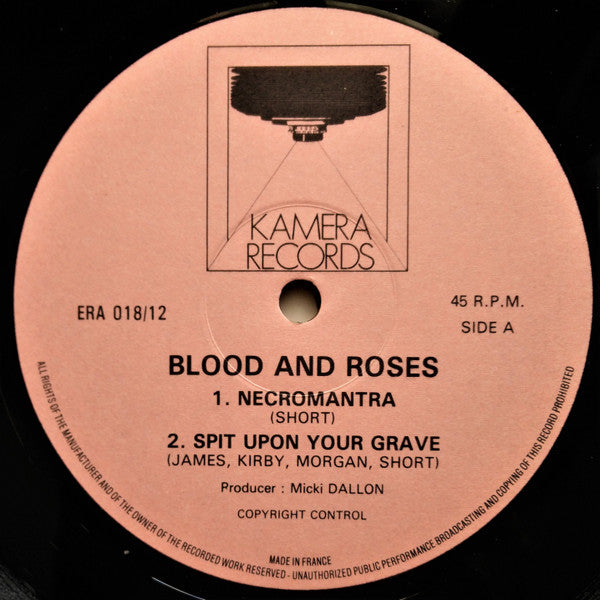 KAMERA
RECORDS
ERA 018/12
45 R.P.M.
SIDE A
BLOOD AND ROSES
1. NECROMANTRA
(SHORT)
2. SPIT UPON YOUR GRAVE
(JAMES, KIRBY, MORGAN, SHORT)
Producer : Micki DALLON
COPYRIGHT CONTROL
MADE IN FRANCE
ALL RIGHTS OF THE MANUFACTURER AND OF THE OWNER OF THE RECORDED WORK RESERVED - UNAUTHORIZED PUBLIC PERFORMANCE BROADCASTING AND COPYING OF THIS RECORD PROHIBITED